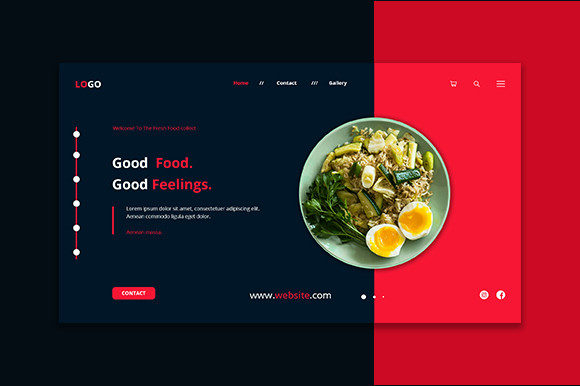 LOGO
Home // Contact /// Gallery
Welcome To The Fresh Food collect
Good Food.
Good Feelings.
Lorem ipsum dolor sit amet, consectetuer adipiscing elit.
Aenean commodo ligula eget dolor.
Aenean massa.
CONTACT
www.website.com